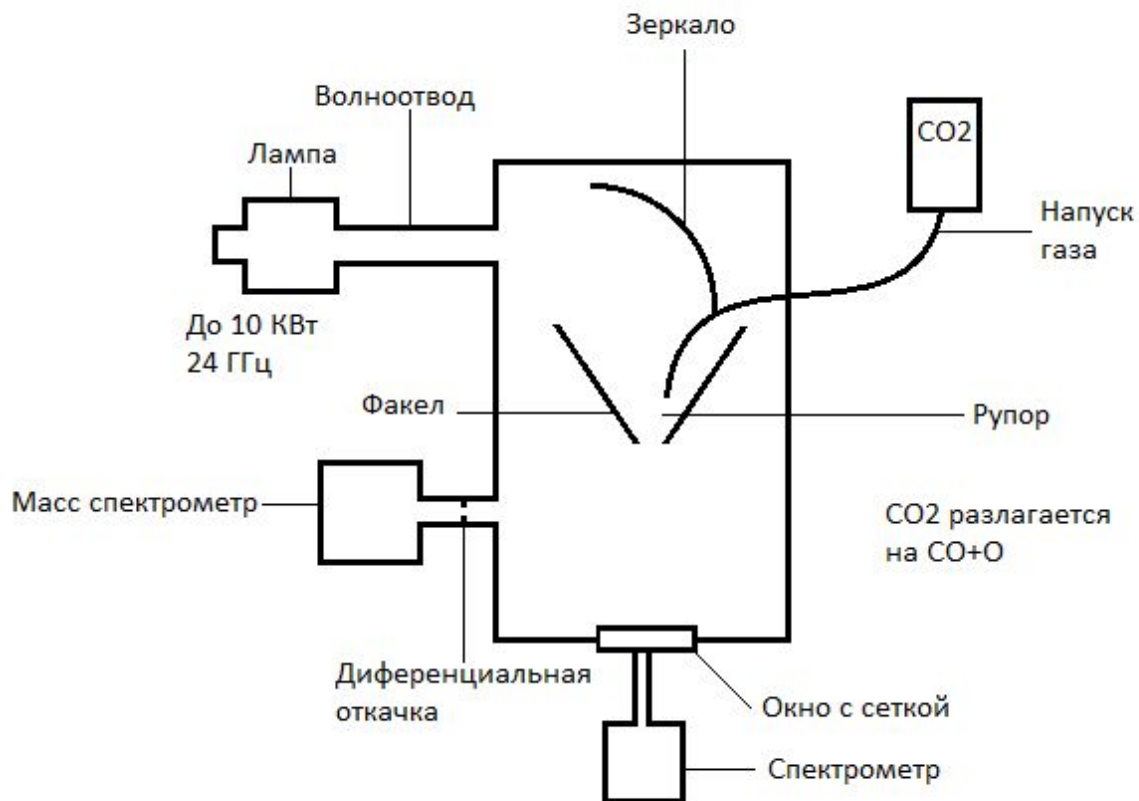 Зеркало
Волноотвод
CO2
Лампа
Напуск
газа
До 10 КВт
24 ГГц
Факел
Рупор
Масс спектрометр
CO2 разлагается
на CO+O
Диференциальная
откачка
Окно с сеткой
Спектрометр